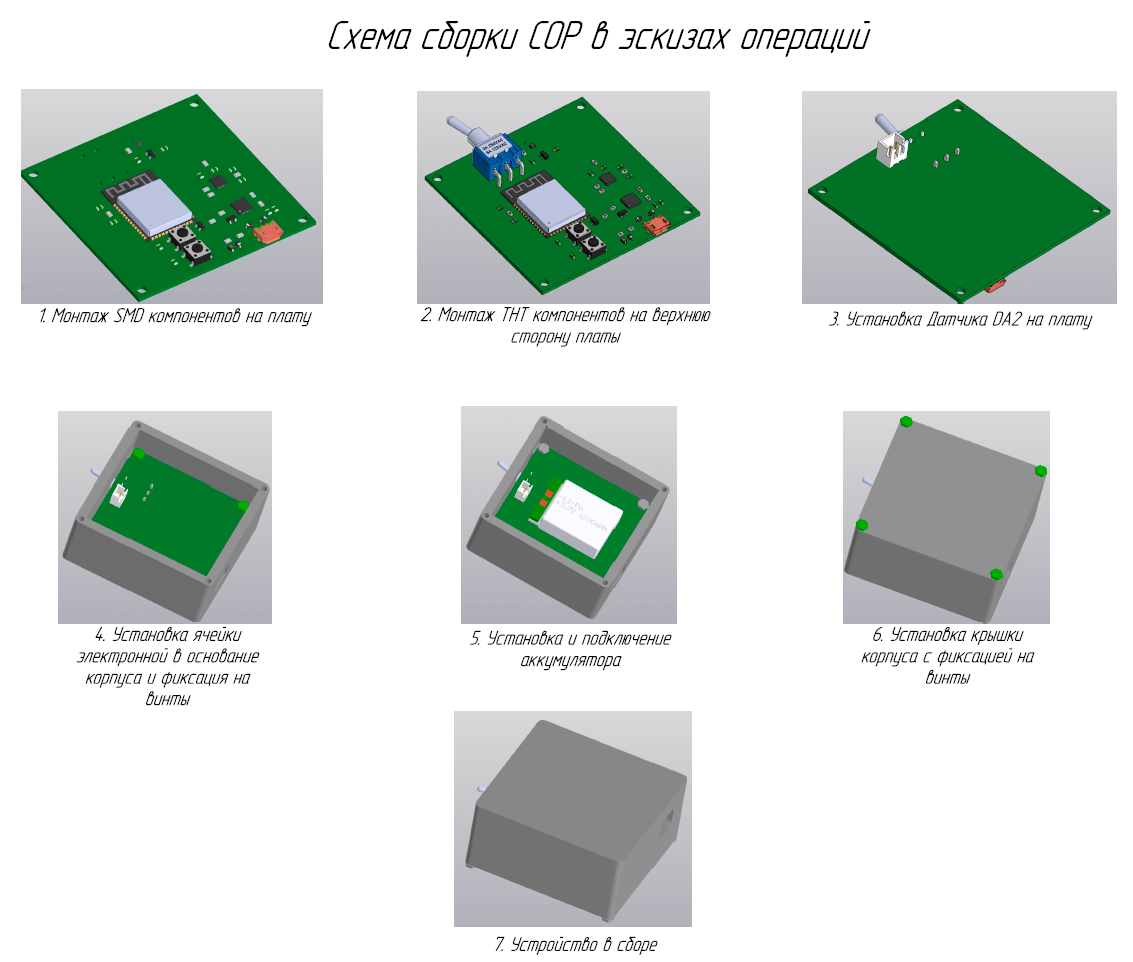 Схема сборки СОР в эскизах операций
1. Монтаж SMD компонентов на плату
2. Монтаж THT компонентов на верхнюю
сторону платы
3. Установка Датчика DA2 на плату
Li-Po
4. Установка ячейки
электронной в основание
корпуса и фиксация на
винты
5. Установка и подключение
аккумулятора
6. Установка крышки
корпуса с фиксацией на
винты
7. Устройство в сборе